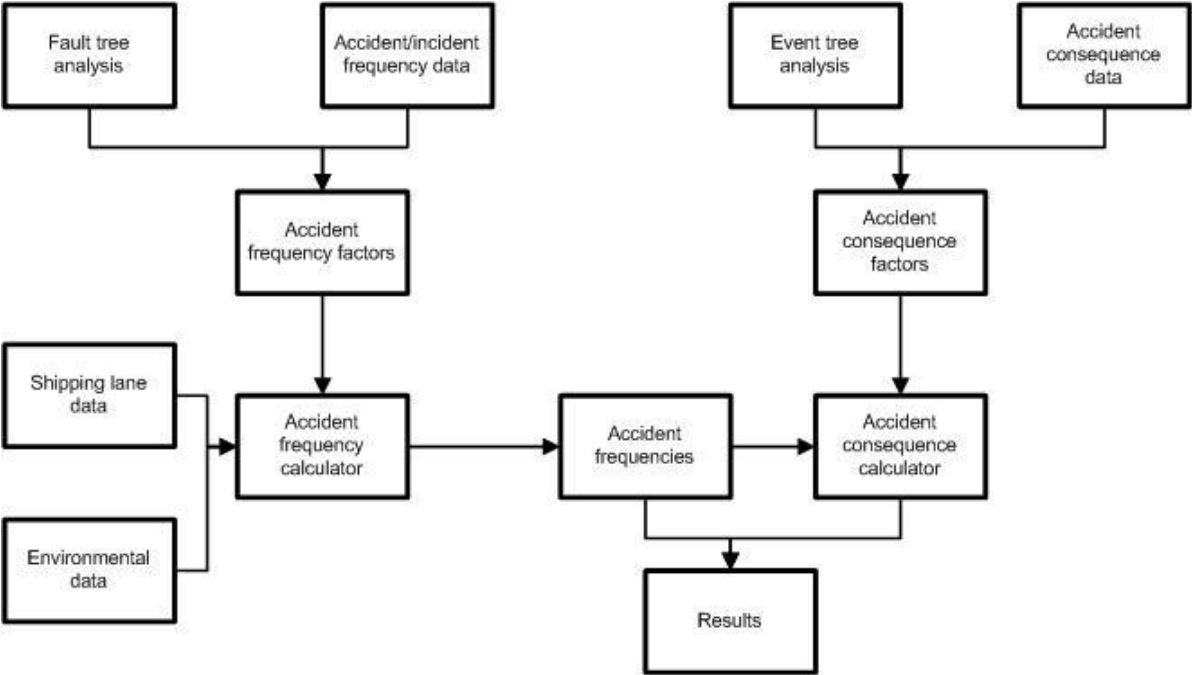 Fault tree
analysis
Accident/incident
frequency data
Event tree
analysis
Accident
consequence
data
Accident
frequency factors
Accident
consequence
factors
Shipping lane
data
Accident
frequency
calculator
Accident
frequencies
Accident
consequence
calculator
Environmental
data
Results